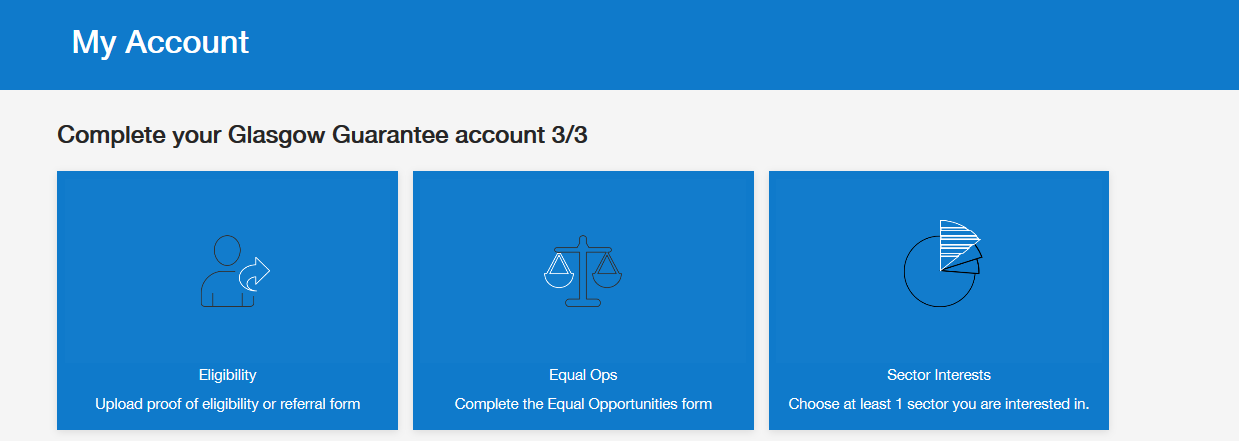 My Account
Complete your Glasgow Guarantee account 3/3
Eligibility
Upload proof of eligibility or referral form
Equal Ops
Complete the Equal Opportunities form
Sector Interests
Choose at least 1 sector you are interested in.